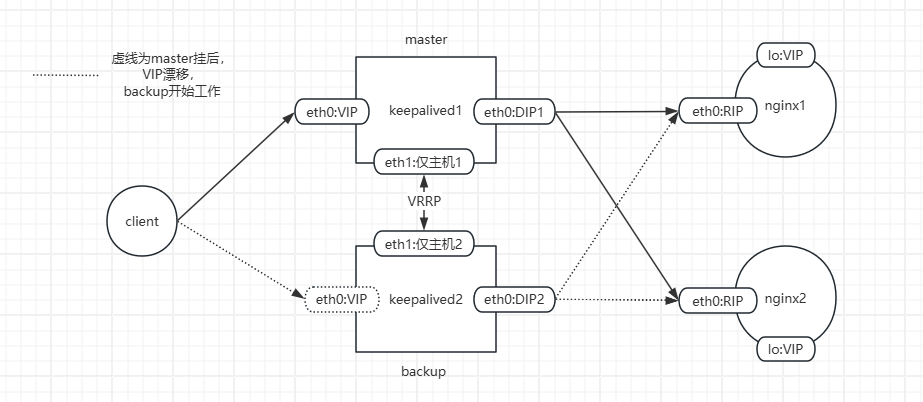 虚线为master挂后，
VIP漂移，
backup开始工作
master
eth0:VIP
keepalived1
eth0:DIP1
eth1:仅主机1
VRRP
client
eth1:仅主机2
eth0:VIP
keepalived2
eth0:DIP2
backup
lo:VIP
eth0:RIP
nginx1
eth0:RIP
nginx2
lo:VIP